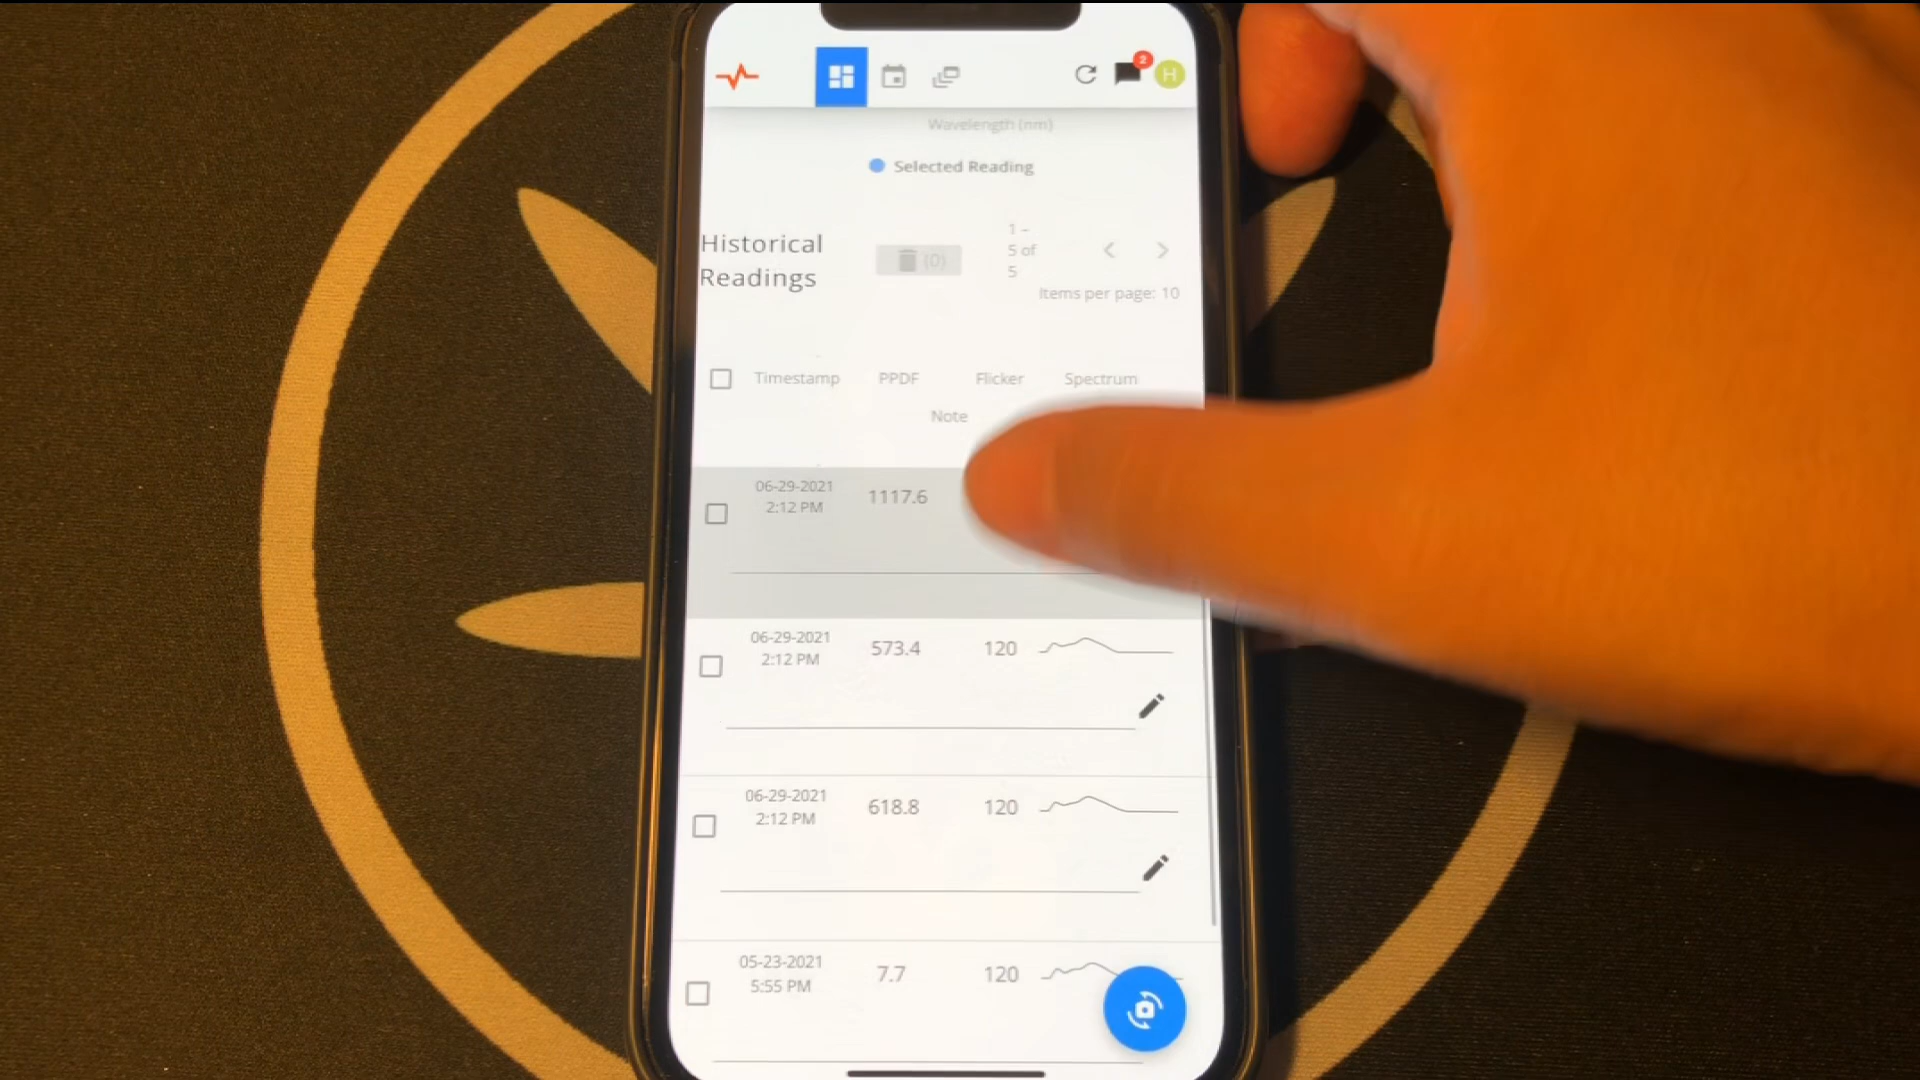 2
H
Wavelength (nm)
Selected Reading
Historical
Readings
(0)
1 –
5 of
5
Items per page: 10
Timestamp PPDF Flicker Spectrum
Note
06-29-2021
2:12 PM
1117.6
06-29-2021
2:12 PM
573.4
120
06-29-2021
2:12 PM
618.8
120
05-23-2021
5:55 PM
7.7
120